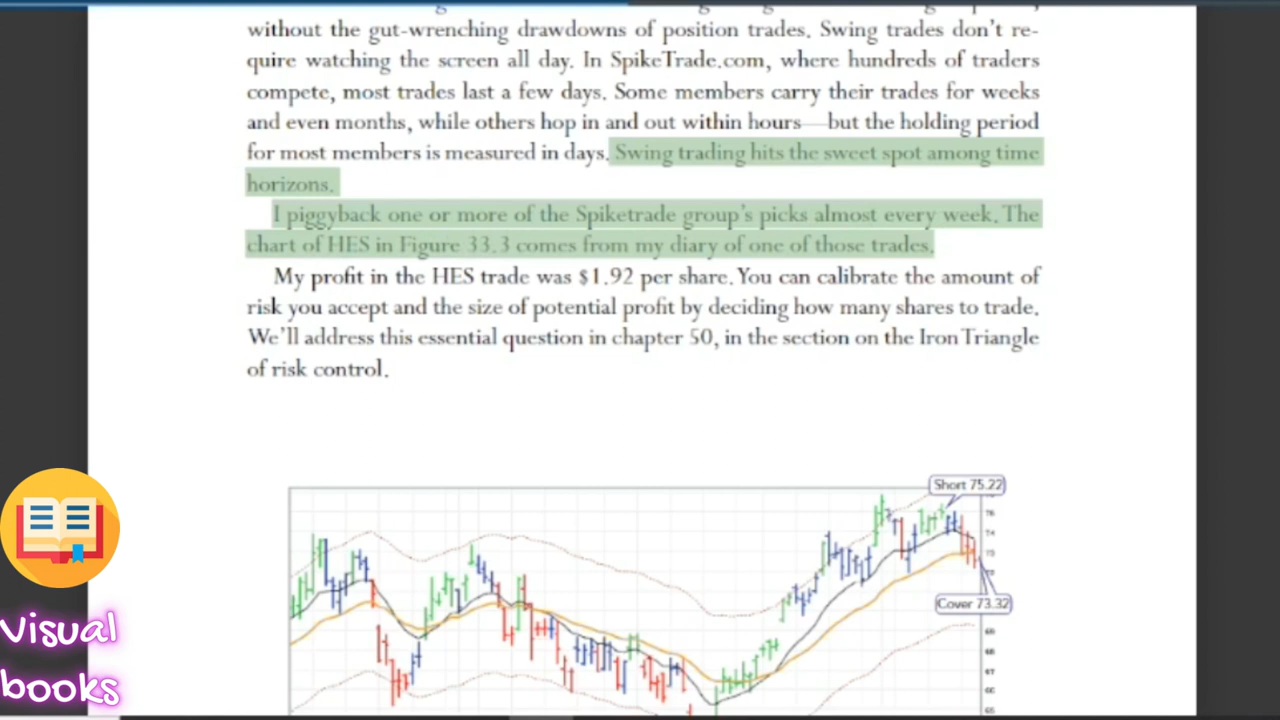 without the gut-wrenching drawdowns of position trades. Swing trades don't re-
quire watching the screen all day. In SpikeTrade.com, where hundreds of traders
compete, most trades last a few days. Some members carry their trades for weeks
and even months, while others hop in and out within hours—but the holding period
for most members is measured in days. Swing trading hits the sweet spot among time
horizons.
I piggyback one or more of the Spiketrade group's picks almost every week. The
chart of HES in Figure 33.3 comes from my diary of one of those trades.
My profit in the HES trade was $1.92 per share. You can calibrate the amount of
risk you accept and the size of potential profit by deciding how many shares to trade.
We'll address this essential question in chapter 50, in the section on the Iron Triangle
of risk control.
Short 75.22
76
74
73
Cover 73.32
69
68
67
66
65
Visual
books